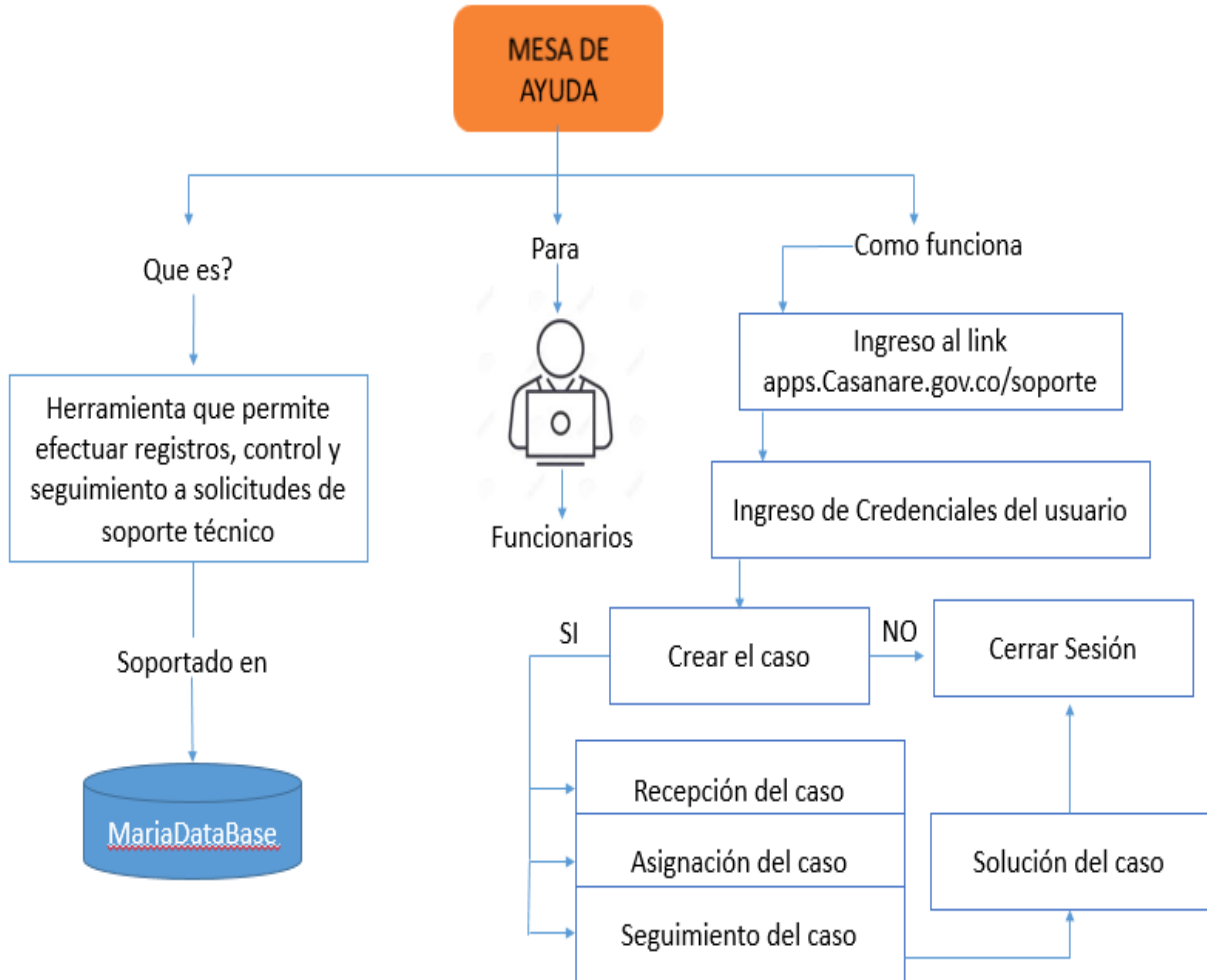 MESA DE
AYUDA
Que es?
Herramienta que permite
efectuar registros, control y
seguimiento a solicitudes de
soporte técnico
Soportado en
MariaDataBase
Para
Funcionarios
Como funciona
Ingreso al link
apps.Casanare.gov.co/soporte
Ingreso de Credenciales del usuario
SI
Crear el caso
NO
Cerrar Sesión
Recepción del caso
Asignación del caso
Seguimiento del caso
Solución del caso